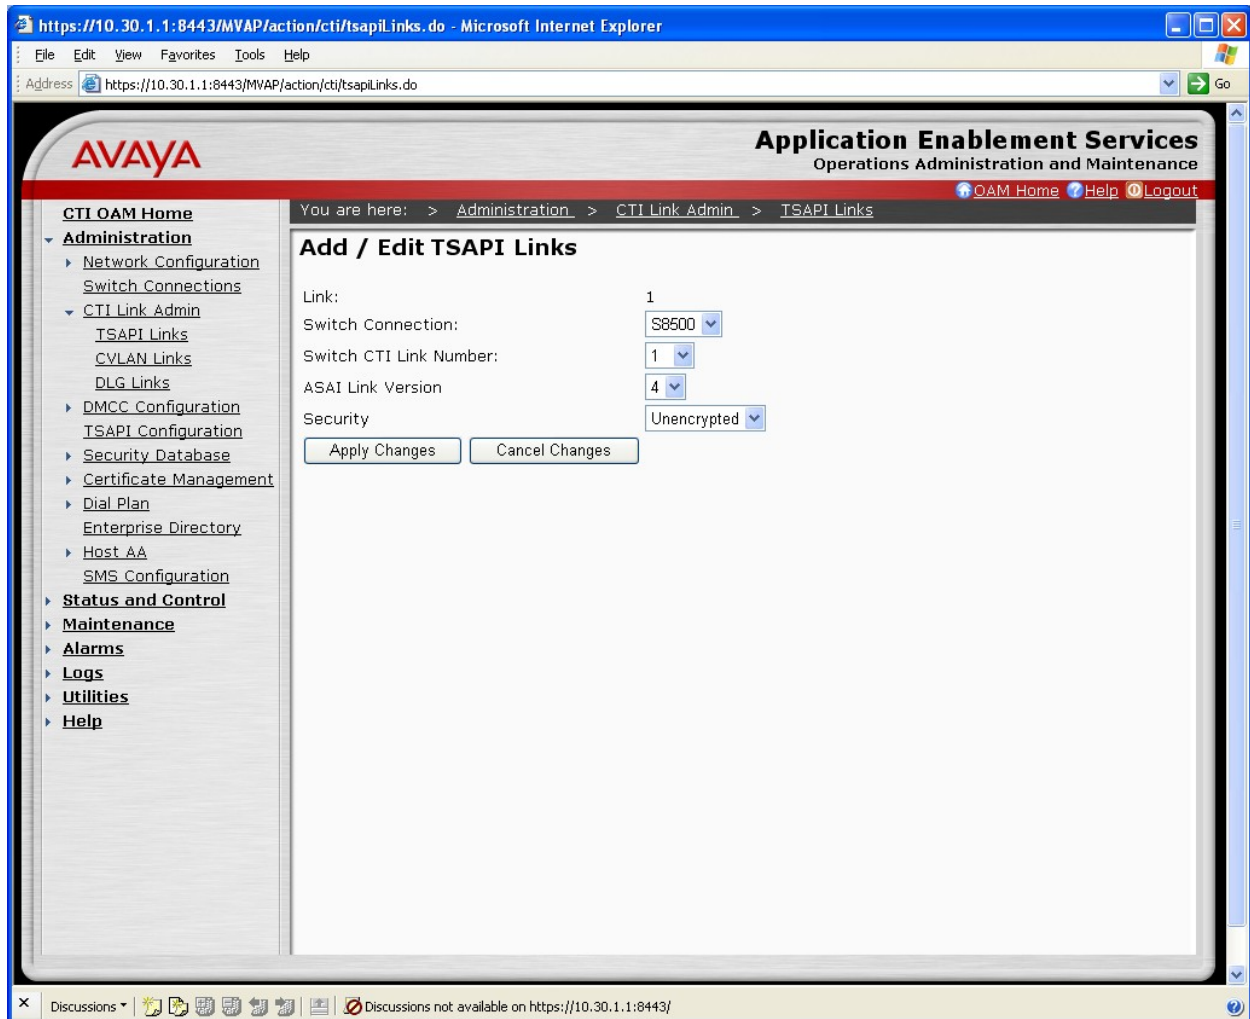 https://10.30.1.1:8443/MVAP/action/cti/tsapiLinks.do - Microsoft Internet Explorer
File Edit View Favorites Tools Help
Address https://10.30.1.1:8443/MVAP/action/cti/tsapiLinks.do Go
AVAYA
Application Enablement Services
Operations Administration and Maintenance
OAM Home Help Logout
CTI OAM Home
Administration
Network Configuration
Switch Connections
CTI Link Admin
TSAPI Links
CVLAN Links
DLG Links
DMCC Configuration
TSAPI Configuration
Security Database
Certificate Management
Dial Plan
Enterprise Directory
Host AA
SMS Configuration
Status and Control
Maintenance
Alarms
Logs
Utilities
Help
You are here: > Administration > CTI Link Admin > TSAPI Links
Add / Edit TSAPI Links
Link: 1
Switch Connection: S8500
Switch CTI Link Number: 1
ASAI Link Version 4
Security Unencrypted
Apply Changes Cancel Changes
Discussions Discussions not available on https://10.30.1.1:8443/